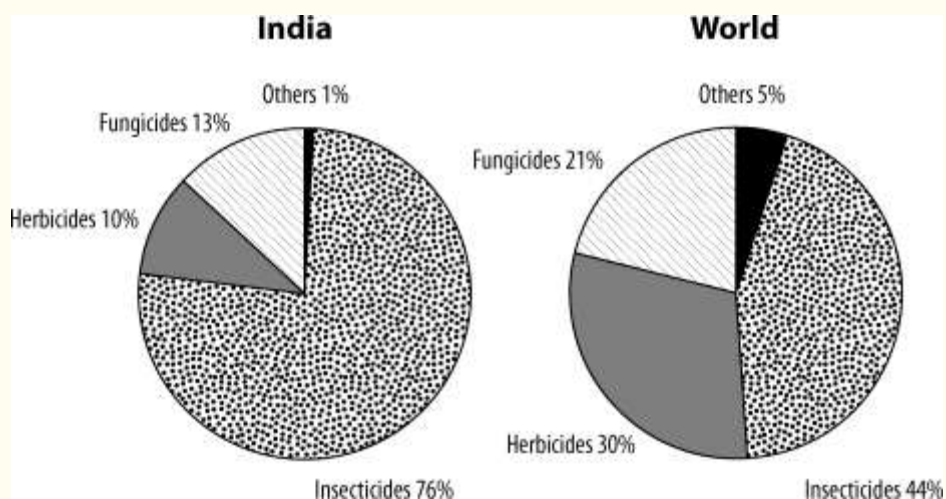 India
Others 1%
Fungicides 13%
Herbicides 10%
Insecticides 76%
World
Others 5%
Fungicides 21%
Herbicides 30%
Insecticides 44%